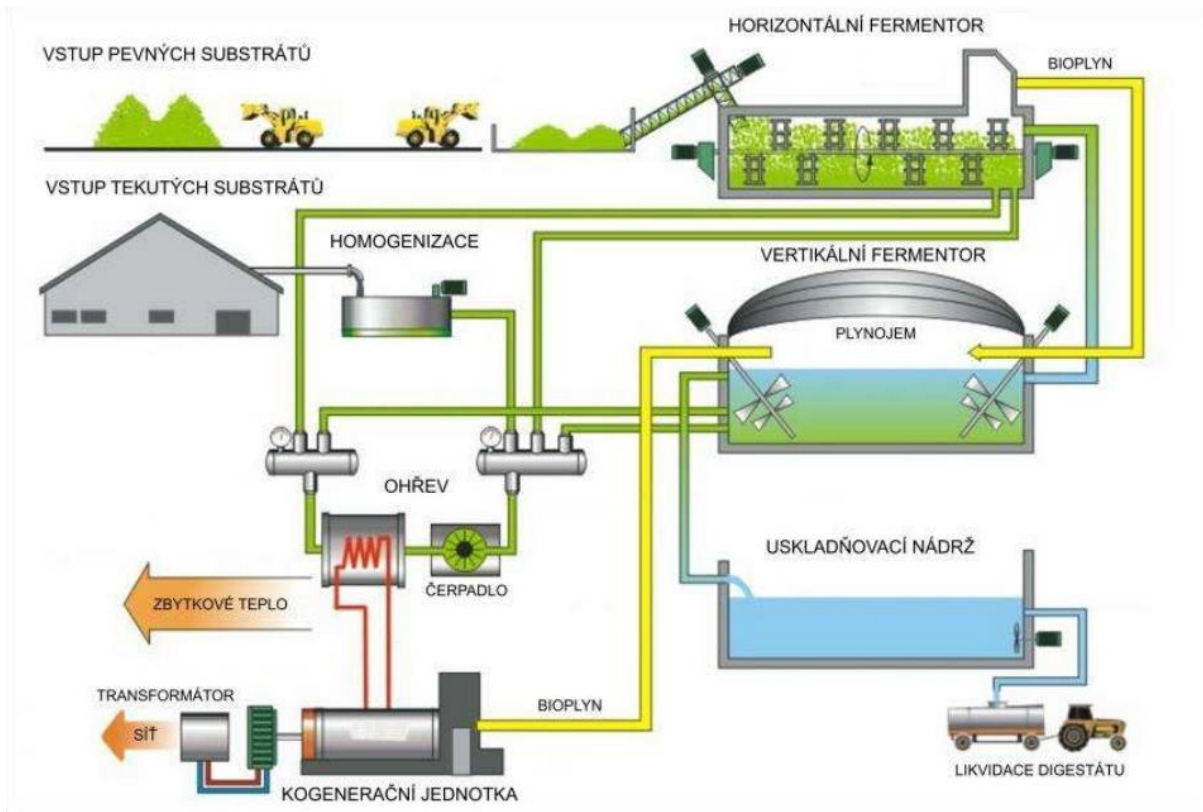 HORIZONTÁLNÍ FERMENTOR
VSTUP PEVNÝCH SUBSTRÁTŮ
BIOPLYN
VSTUP TEKUTÝCH SUBSTRÁTŮ
HOMOGENIZACE
VERTIKÁLNÍ FERMENTOR
PLYNOJEM
OHŘEV
USKLADŇOVACÍ NÁDRŽ
ČERPADLO
ZBYTKOVÉ TEPLO
TRANSFORMÁTOR
BIOPLYN
SÍŤ
LIKVIDACE DIGESTÁTU
KOGENERAČNÍ JEDNOTKA